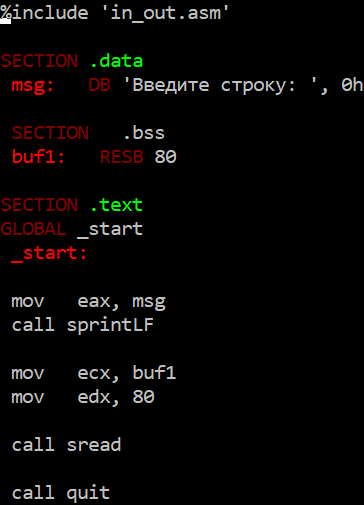 %include 'in_out.asm'
SECTION .data
msg: DB 'Введите строку: ', 0h
SECTION .bss
buf1: RESB 80
SECTION .text
GLOBAL _start
_start:
mov eax, msg
call sprintLF
mov ecx, buf1
mov edx, 80
call sread
call quit